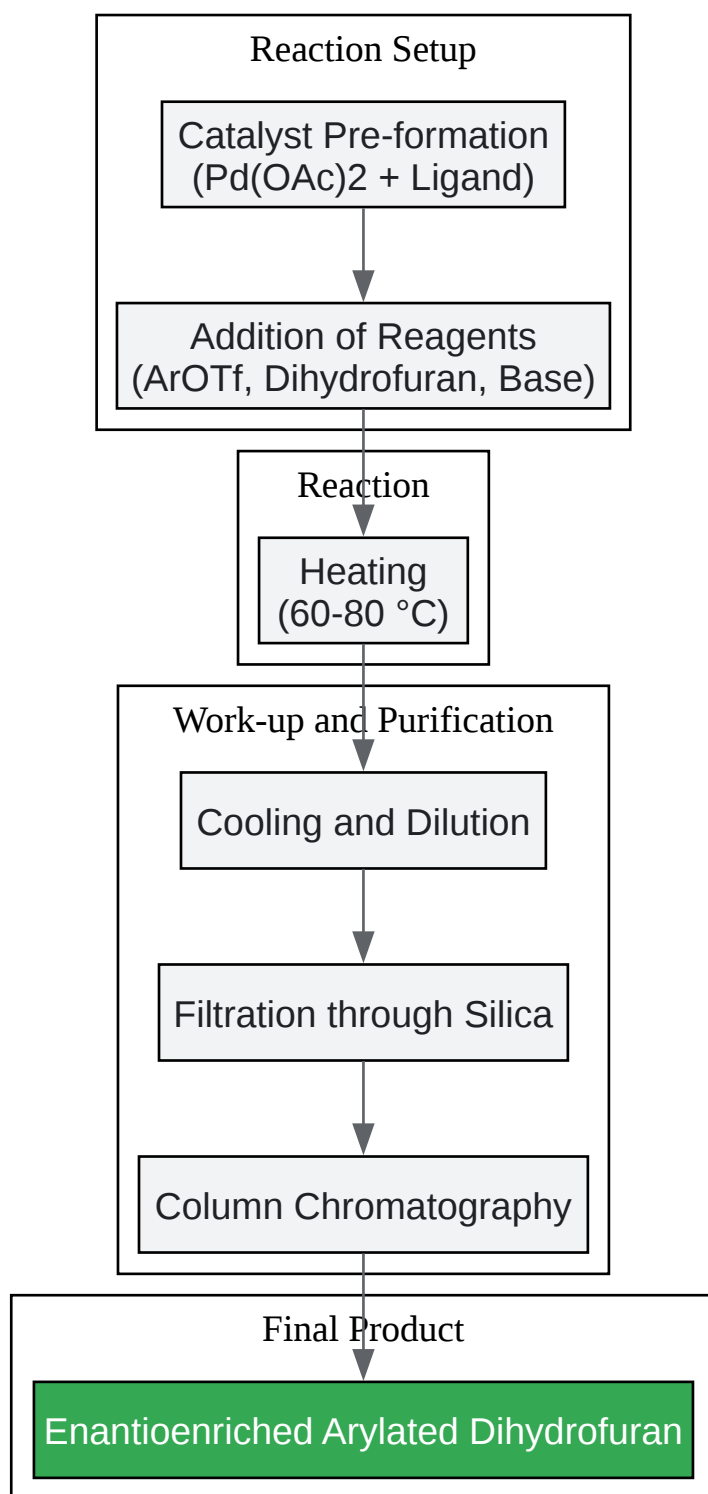 Reaction Setup
Catalyst Pre-formation
(Pd(OAc)2 + Ligand)
Addition of Reagents
(ArOTf, Dihydrofuran, Base)
Reaction
Heating
(60-80 °C)
Work-up and Purification
Cooling and Dilution
Filtration through Silica
Column Chromatography
Final Product
Enantioenriched Arylated Dihydrofuran